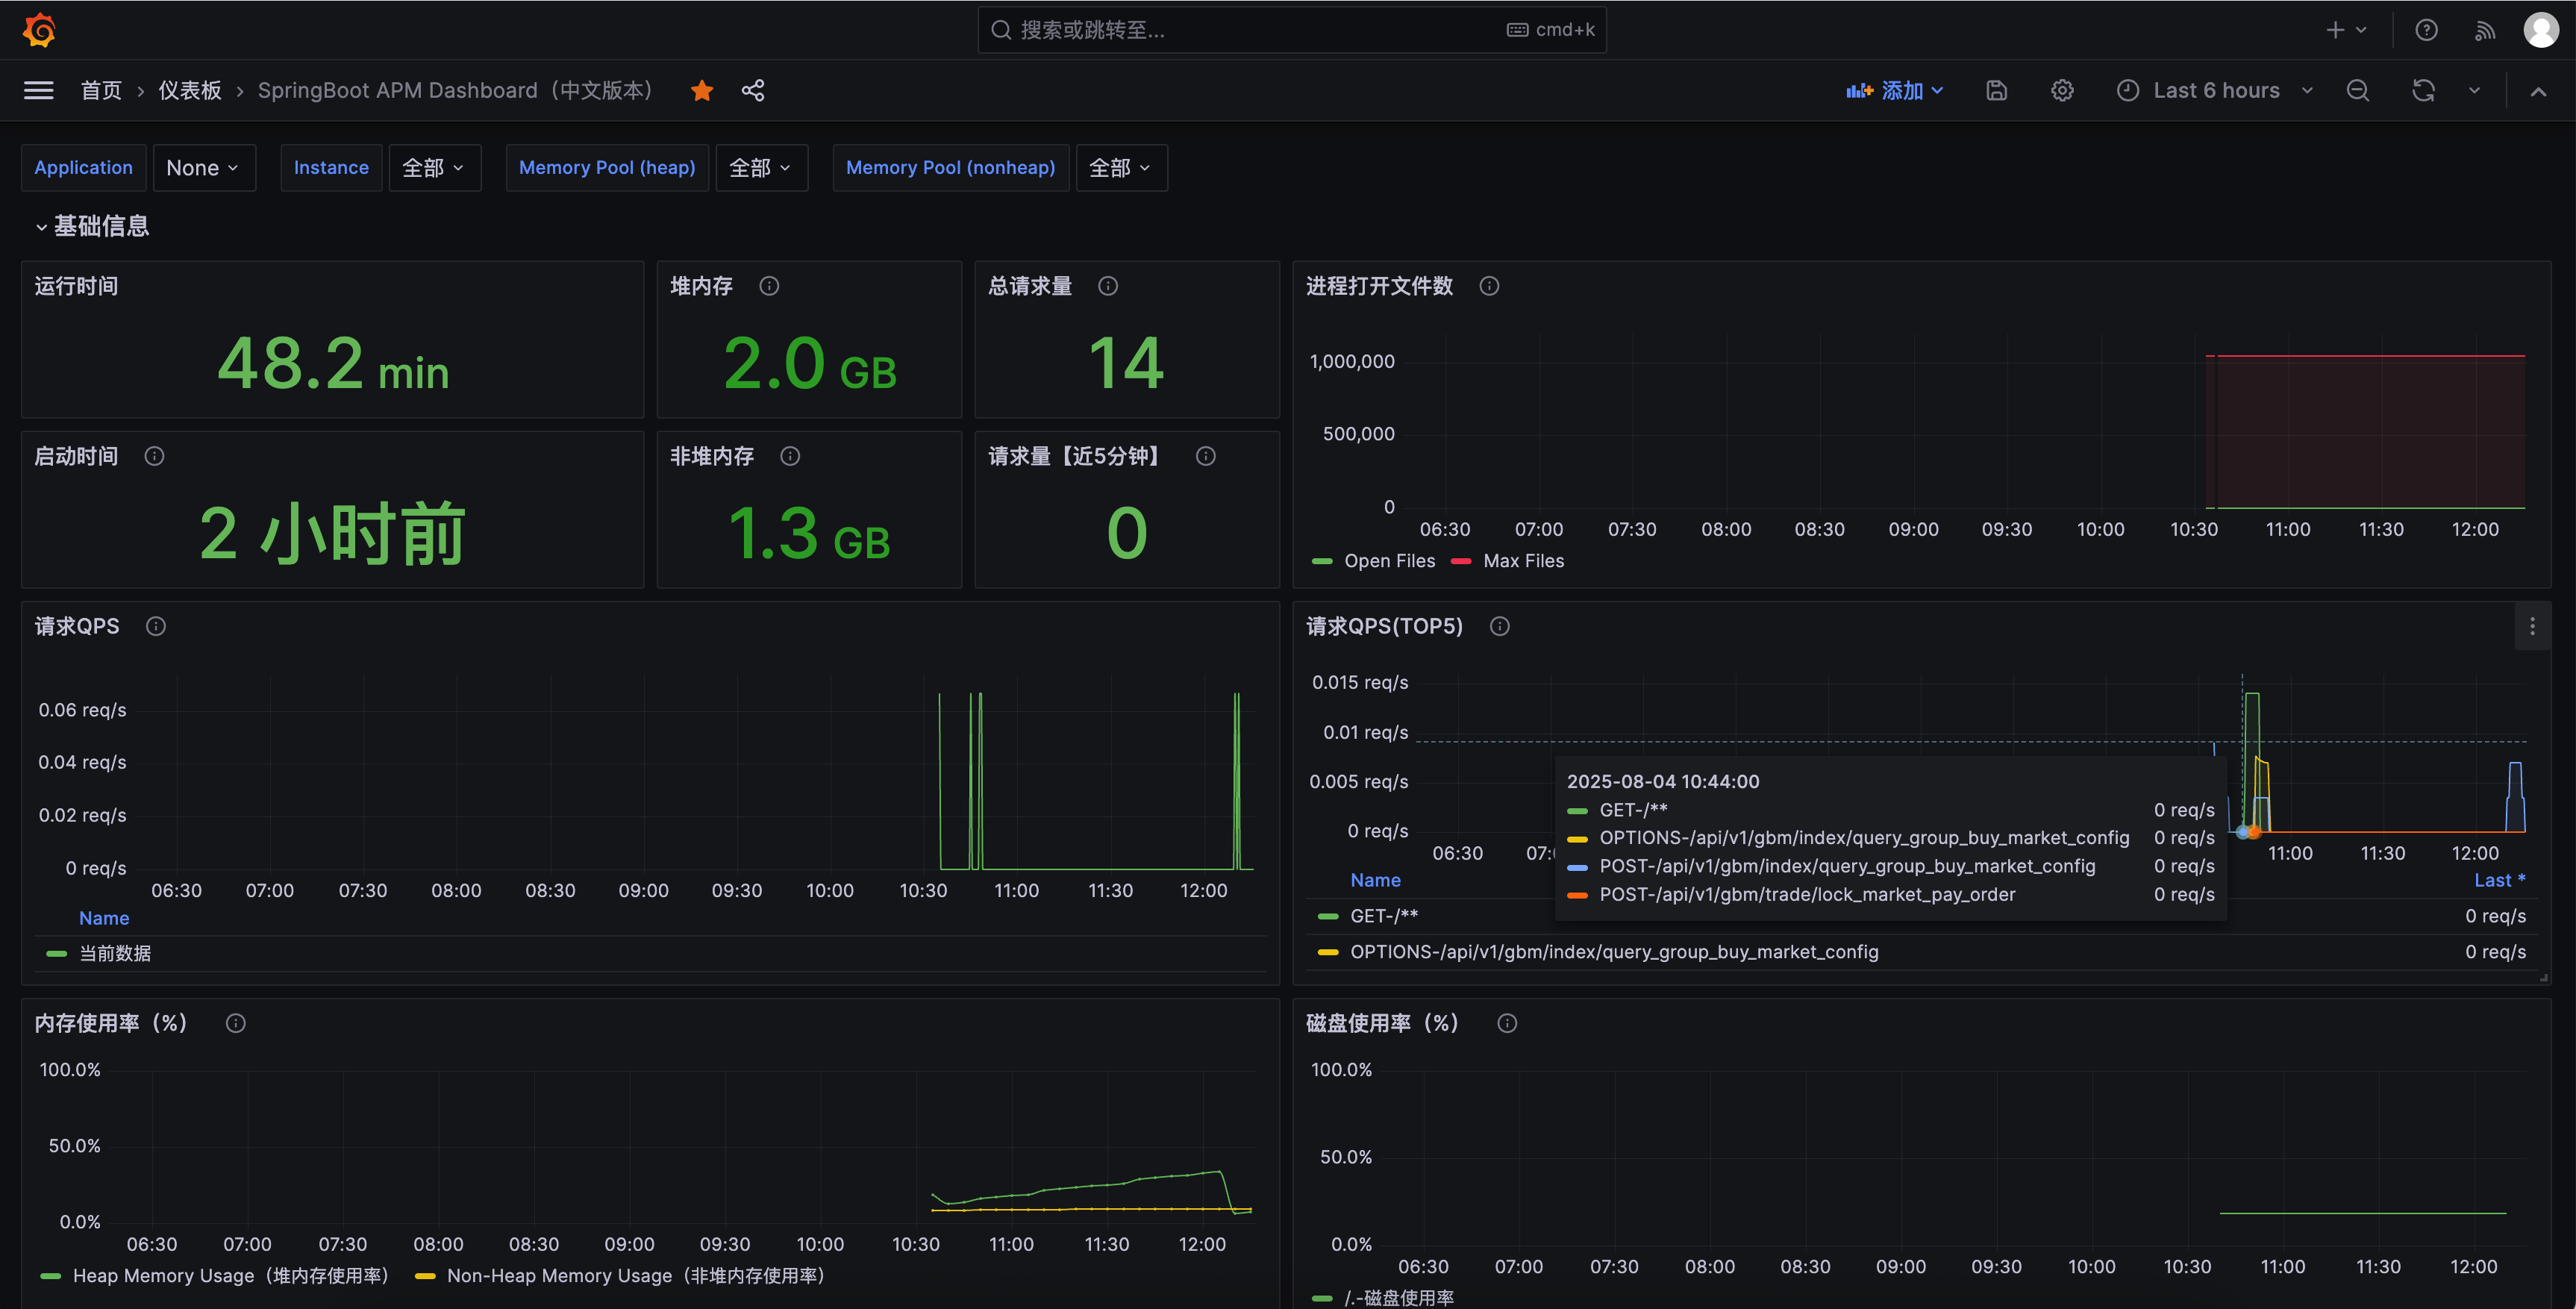 搜索或跳转至... cmd+k
首页 › 仪表板 › SpringBoot APM Dashboard（中文版本） 添加 Last 6 hours
Application None Instance 全部 Memory Pool (heap) 全部 Memory Pool (nonheap) 全部
基础信息
运行时间
48.2 min
堆内存
2.0 GB
总请求量
14
进程打开文件数
1,000,000
500,000
0
06:30 07:00 07:30 08:00 08:30 09:00 09:30 10:00 10:30 11:00 11:30 12:00
Open Files Max Files
启动时间
2 小时前
非堆内存
1.3 GB
请求量【近5分钟】
0
请求QPS
0.06 req/s
0.04 req/s
0.02 req/s
0 req/s
06:30 07:00 07:30 08:00 08:30 09:00 09:30 10:00 10:30 11:00 11:30 12:00
Name
当前数据
请求QPS(TOP5)
0.015 req/s
0.01 req/s
0.005 req/s
0 req/s
06:30 07:0 11:00 11:30 12:00
2025-08-04 10:44:00
GET-/** 0 req/s
OPTIONS-/api/v1/gbm/index/query_group_buy_market_config 0 req/s
POST-/api/v1/gbm/index/query_group_buy_market_config 0 req/s
POST-/api/v1/gbm/trade/lock_market_pay_order 0 req/s
Name Last *
GET-/** 0 req/s
OPTIONS-/api/v1/gbm/index/query_group_buy_market_config 0 req/s
内存使用率（%）
100.0%
50.0%
0.0%
06:30 07:00 07:30 08:00 08:30 09:00 09:30 10:00 10:30 11:00 11:30 12:00
Heap Memory Usage（堆内存使用率） Non-Heap Memory Usage（非堆内存使用率）
磁盘使用率（%）
100.0%
50.0%
0.0%
06:30 07:00 07:30 08:00 08:30 09:00 09:30 10:00 10:30 11:00 11:30 12:00
/.-磁盘使用率